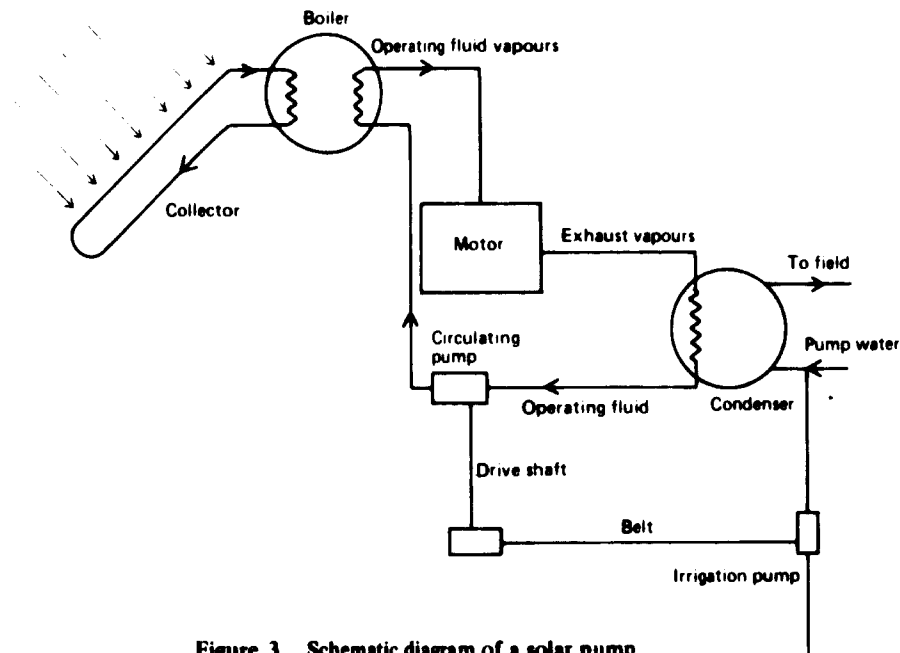 Boiler
Operating fluid vapours
Collector
Motor
Exhaust vapours
To field
Circulating
pump
Pump water
Operating fluid
Condenser
Drive shaft
Belt
Irrigation pump
Figure 3 Schematic diagram of a solar pump